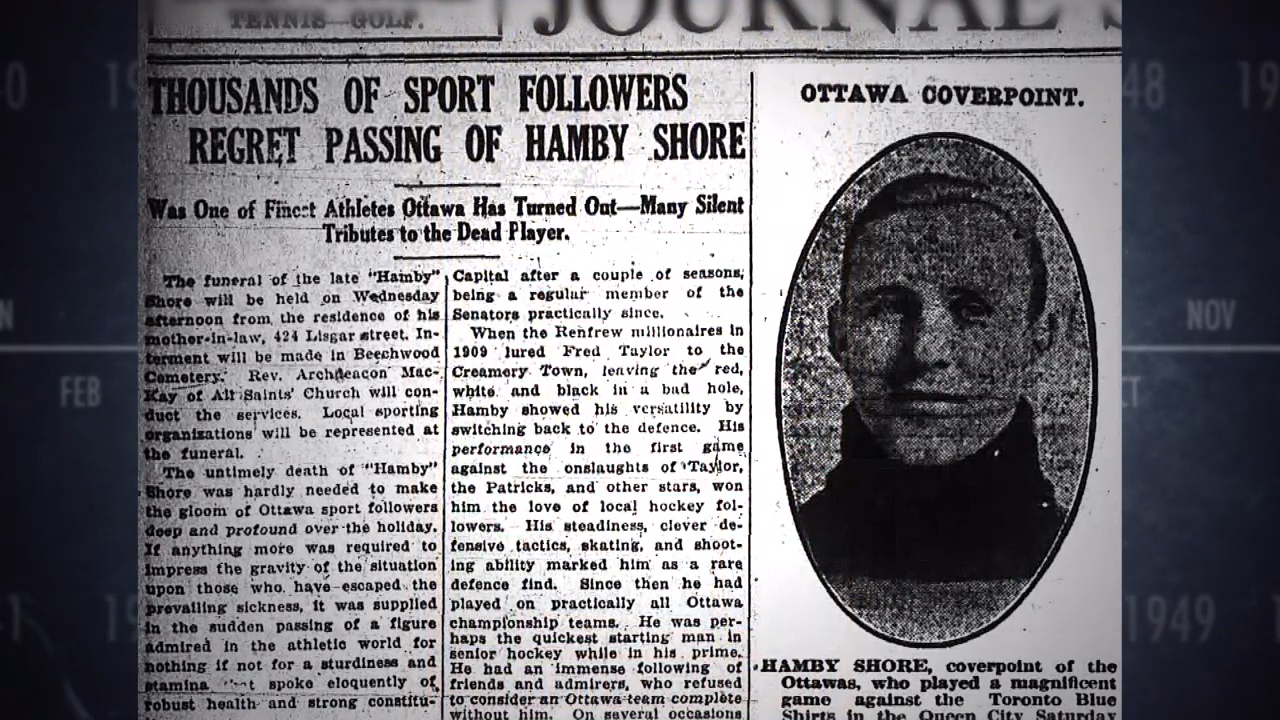 TENNIS—GOLF.
JOURNAL S
THOUSANDS OF SPORT FOLLOWERS
REGRET PASSING OF HAMBY SHORE
Was One of Finest Athletes Ottawa Has Turned Out—Many Silent
Tributes to the Dead Player.
The funeral of the late "Hamby"
Shore will be held on Wednesday
afternoon from the residence of his
mother-in-law, 424 Lisgar street. In-
terment will be made in Beechwood
Cemetery. Rev. Archdeacon Mac-
Kay of All Saints' Church will con-
duct the services. Local sporting
organizations will be represented at
the funeral.
The untimely death of "Hamby"
Shore was hardly needed to make
the gloom of Ottawa sport followers
deep and profound over the holiday.
If anything more was required to
impress the gravity of the situation
upon those who have escaped the
prevailing sickness, it was supplied
in the sudden passing of a figure
admired in the athletic world for
nothing if not for a sturdiness and
stamina that spoke eloquently of
robust health and strong constitu-
Capital after a couple of seasons,
being a regular member of the
Senators practically since.
When the Renfrew millionaires in
1909 lured Fred Taylor to the
Creamery Town, leaving the red,
white and black in a bad hole,
Hamby showed his versatility by
switching back to the defence. His
performance in the first game
against the onslaughts of Taylor,
the Patricks, and other stars, won
him the love of local hockey fol-
lowers. His steadiness, clever de-
fensive tactics, skating, and shoot-
ing ability marked him as a rare
defence find. Since then he had
played on practically all Ottawa
championship teams. He was per-
haps the quickest starting man in
senior hockey while in his prime.
He had an immense following of
friends and admirers, who refused
to consider an Ottawa team complete
without him. On several occasions
OTTAWA COVERPOINT.
HAMBY SHORE, coverpoint of the
Ottawas, who played a magnificent
game against the Toronto Blue
Shirts in the Queen City Saturday
FEB
NOV
48
1949